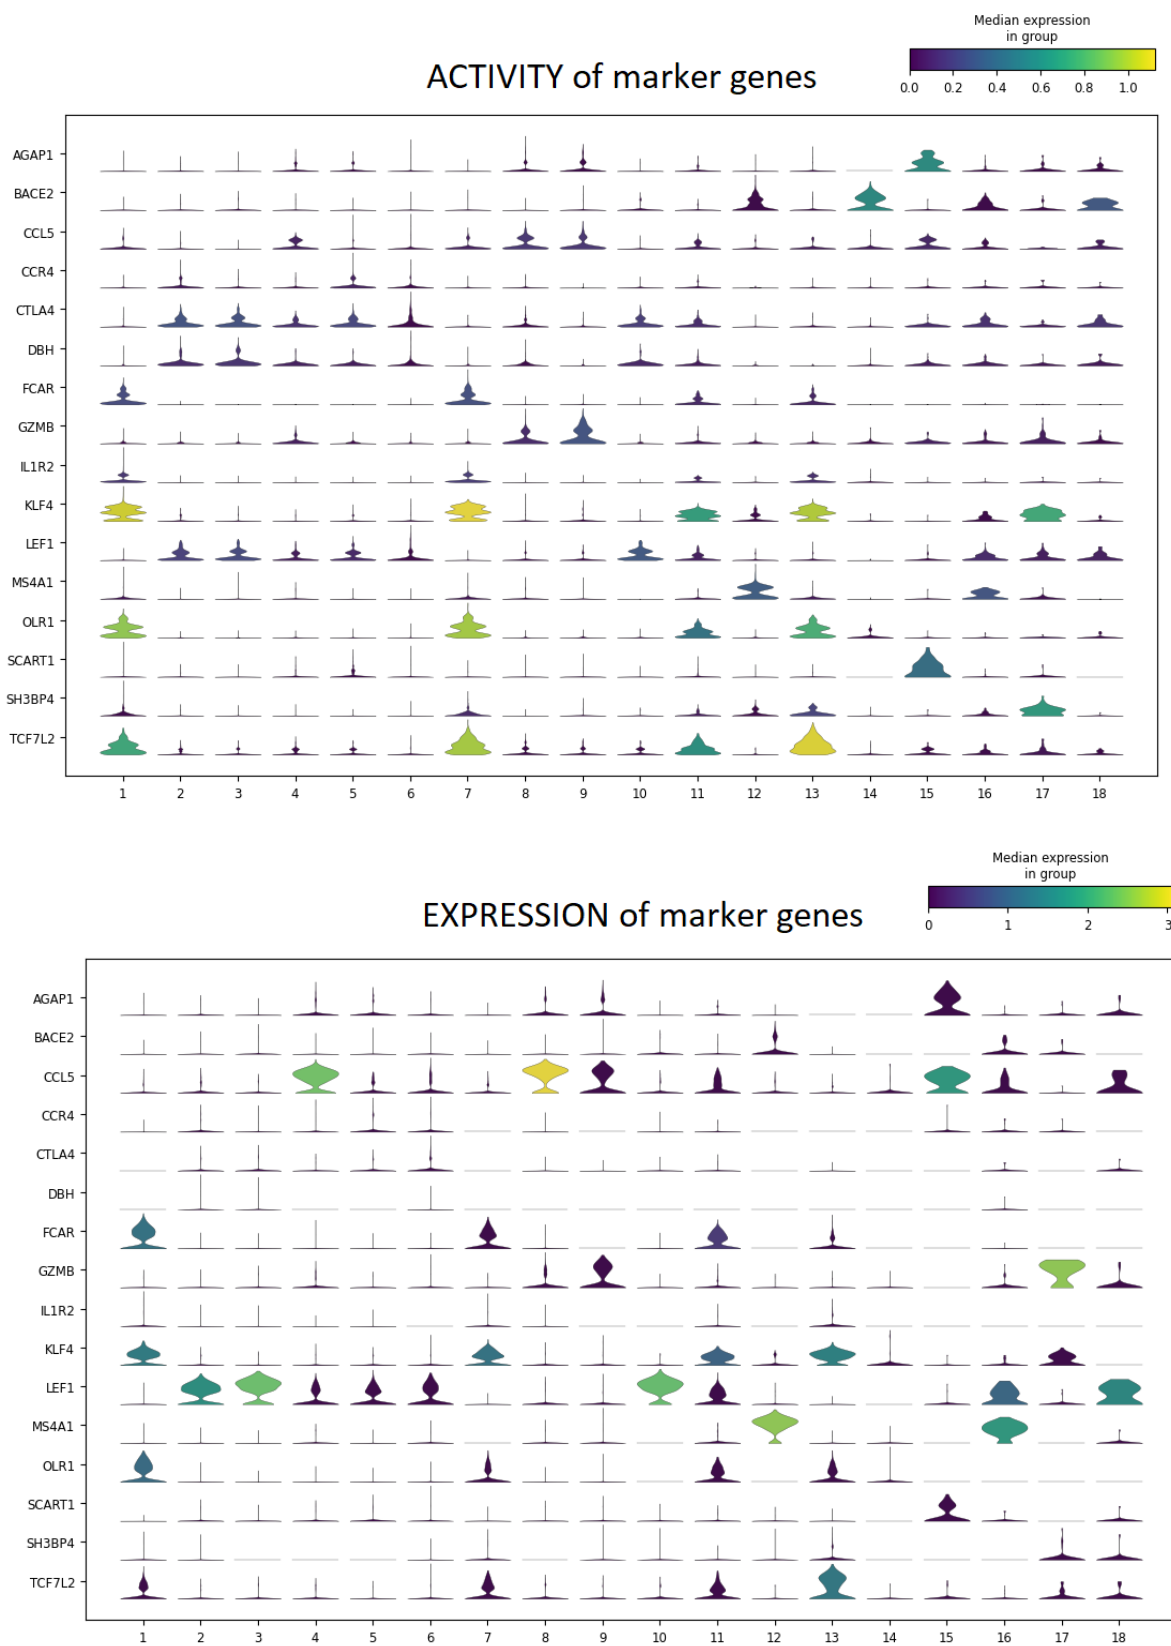 Median expression
in group
ACTIVITY of marker genes
0.0 0.2 0.4 0.6 0.8 1.0
AGAP1
BACE2
CCL5
CCR4
CTLA4
DBH
FCAR
GZMB
IL1R2
KLF4
LEF1
MS4A1
OLR1
SCART1
SH3BP4
TCF7L2
1 2 3 4 5 6 7 8 9 10 11 12 13 14 15 16 17 18
Median expression
in group
EXPRESSION of marker genes
0 1 2 3
AGAP1
BACE2
CCL5
CCR4
CTLA4
DBH
FCAR
GZMB
IL1R2
KLF4
LEF1
MS4A1
OLR1
SCART1
SH3BP4
TCF7L2
1 2 3 4 5 6 7 8 9 10 11 12 13 14 15 16 17 18